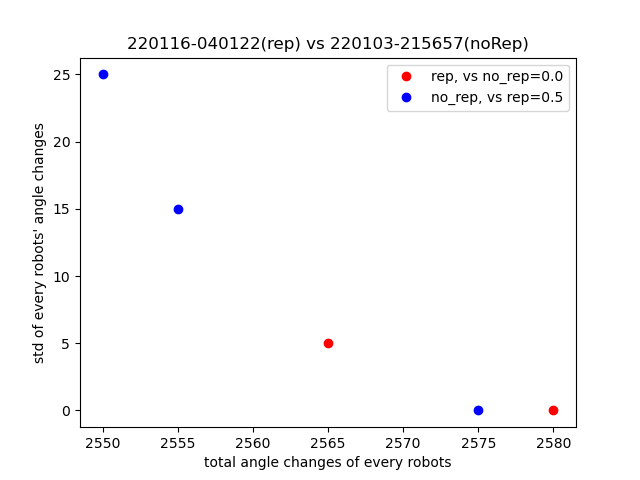 220116-040122(rep) vs 220103-215657(noRep)
rep, vs no_rep=0.0
no_rep, vs rep=0.5
std of every robots' angle changes
25
20
15
10
5
0
2550 2555 2560 2565 2570 2575 2580
total angle changes of every robots